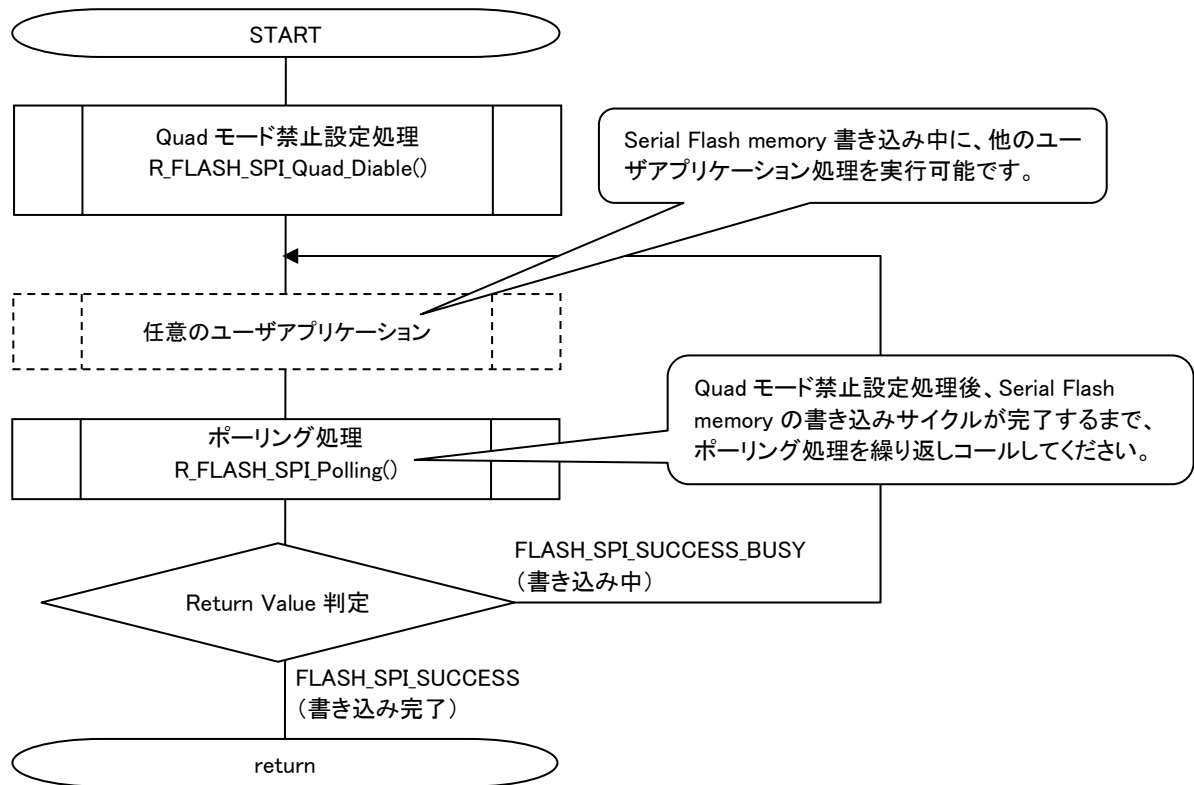 START
Quad モード禁止設定処理
R_FLASH_SPI_Quad_Diable()
Serial Flash memory 書き込み中に、他のユー
ザアプリケーション処理を実行可能です。
任意のユーザアプリケーション
Quad モード禁止設定処理後、Serial Flash
memory の書き込みサイクルが完了するまで、
ポーリング処理を繰り返しコールしてください。
ポーリング処理
R_FLASH_SPI_Polling()
FLASH_SPI_SUCCESS_BUSY
（書き込み中）
Return Value 判定
FLASH_SPI_SUCCESS
（書き込み完了）
return